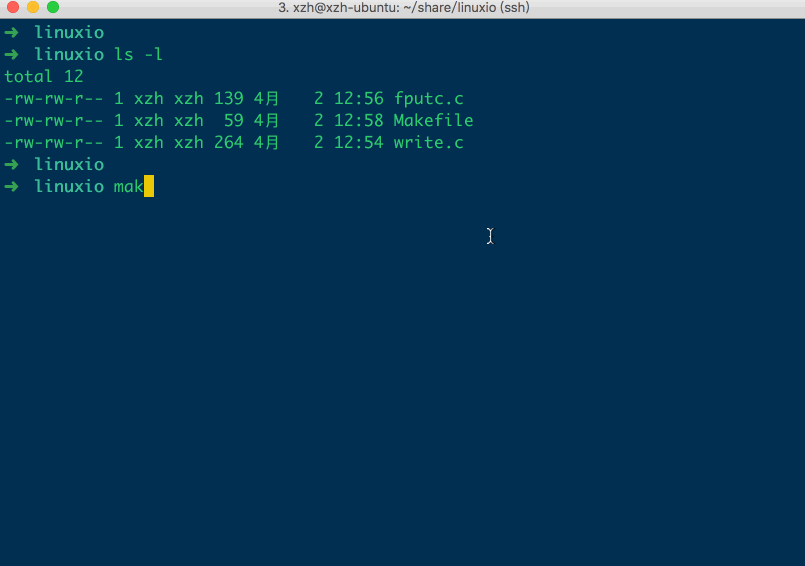 3. xzh@xzh-ubuntu: ~/share/linuxio (ssh)
➜ linuxio
➜ linuxio ls -l
total 12
-rw-rw-r-- 1 xzh xzh 139 4月 2 12:56 fputc.c
-rw-rw-r-- 1 xzh xzh 59 4月 2 12:58 Makefile
-rw-rw-r-- 1 xzh xzh 264 4月 2 12:54 write.c
➜ linuxio
➜ linuxio mak